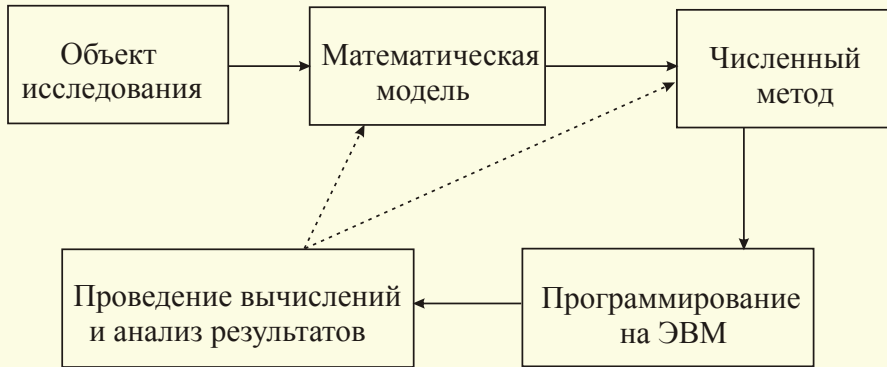 Объект
исследования
Математическая
модель
Численный
метод
Проведение вычислений
и анализ результатов
Программирование
на ЭВМ